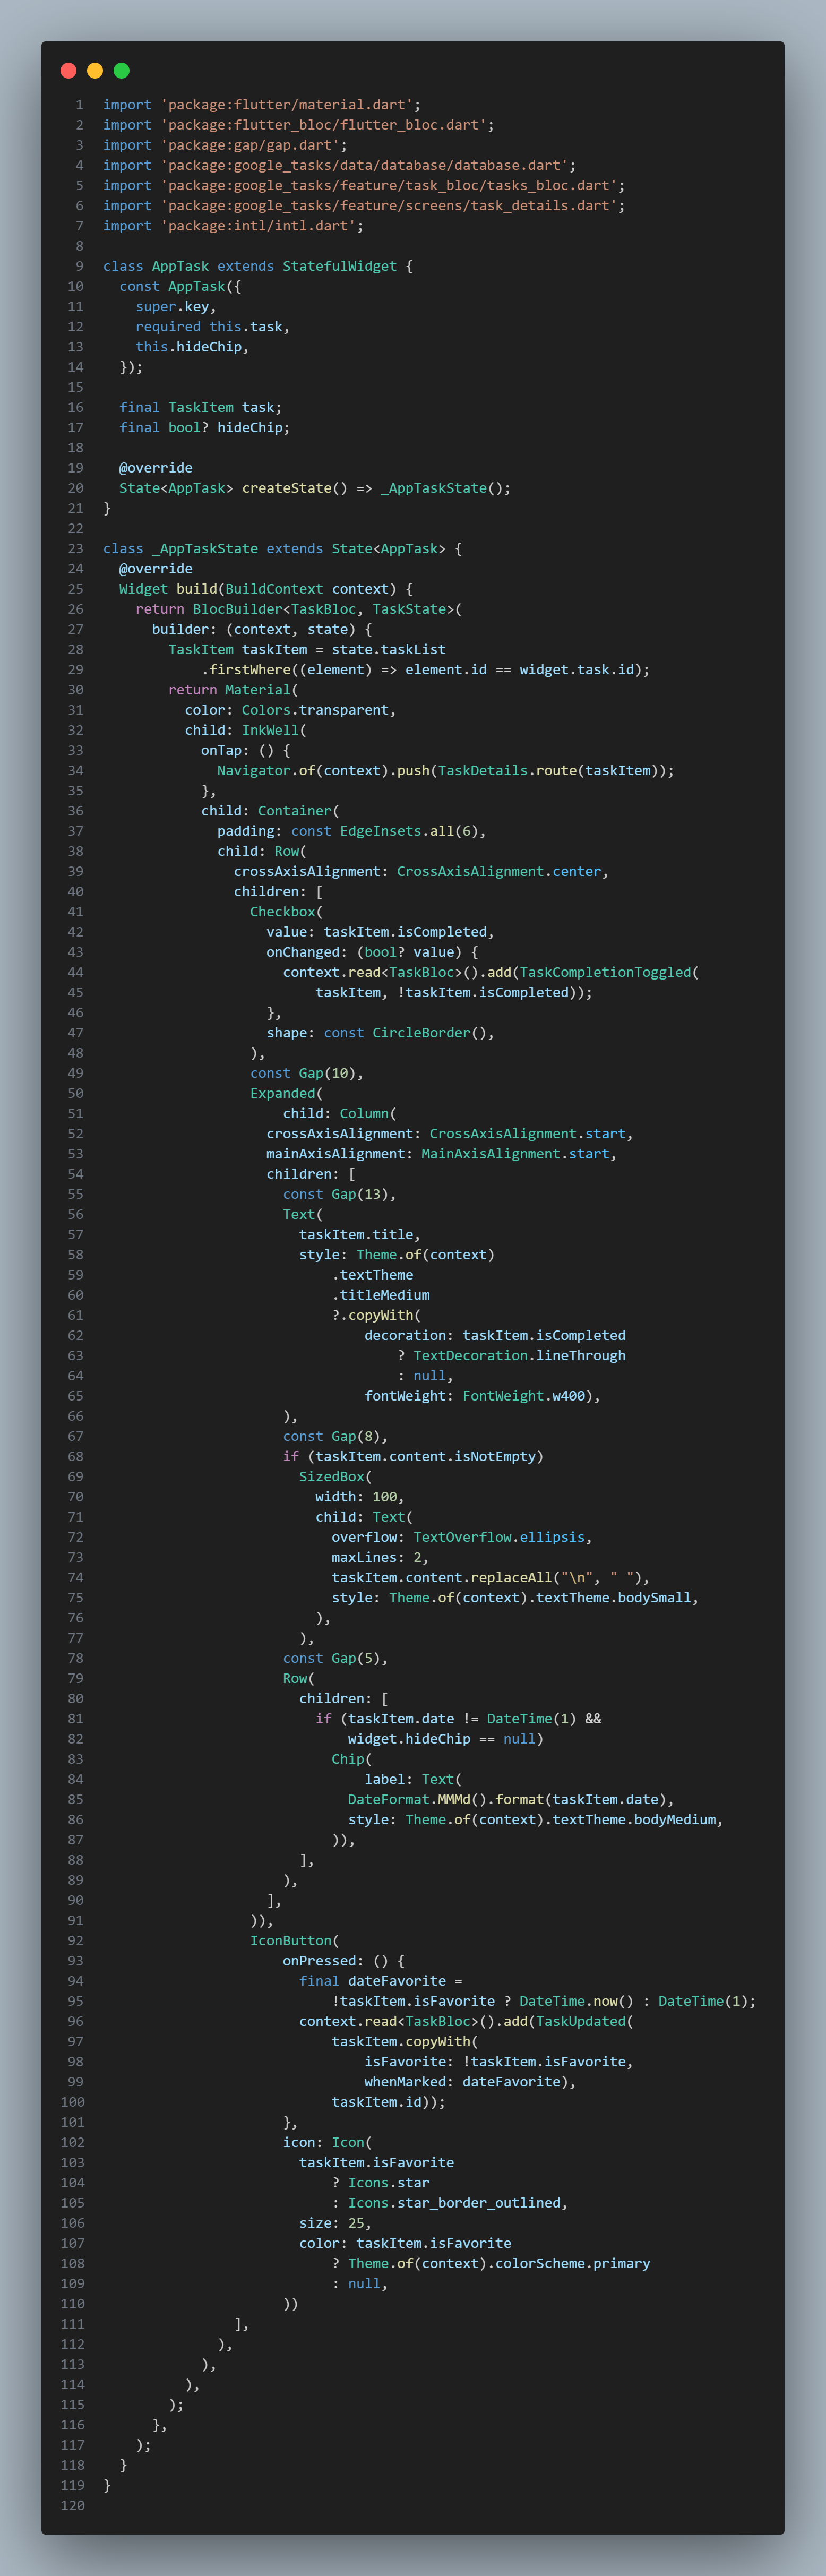 1 import 'package:flutter/material.dart';
2 import 'package:flutter_bloc/flutter_bloc.dart';
3 import 'package:gap/gap.dart';
4 import 'package:google_tasks/data/database/database.dart';
5 import 'package:google_tasks/feature/task_bloc/tasks_bloc.dart';
6 import 'package:google_tasks/feature/screens/task_details.dart';
7 import 'package:intl/intl.dart';
8
9 class AppTask extends StatefulWidget {
10   const AppTask({
11     super.key,
12     required this.task,
13     this.hideChip,
14   });
15
16   final TaskItem task;
17   final bool? hideChip;
18
19   @override
20   State<AppTask> createState() => _AppTaskState();
21 }
22
23 class _AppTaskState extends State<AppTask> {
24   @override
25   Widget build(BuildContext context) {
26     return BlocBuilder<TaskBloc, TaskState>(
27       builder: (context, state) {
28         TaskItem taskItem = state.taskList
29             .firstWhere((element) => element.id == widget.task.id);
30         return Material(
31           color: Colors.transparent,
32           child: InkWell(
33             onTap: () {
34               Navigator.of(context).push(TaskDetails.route(taskItem));
35             },
36             child: Container(
37               padding: const EdgeInsets.all(6),
38               child: Row(
39                 crossAxisAlignment: CrossAxisAlignment.center,
40                 children: [
41                   Checkbox(
42                     value: taskItem.isCompleted,
43                     onChanged: (bool? value) {
44                       context.read<TaskBloc>().add(TaskCompletionToggled(
45                           taskItem, !taskItem.isCompleted));
46                     },
47                     shape: const CircleBorder(),
48                   ),
49                   const Gap(10),
50                   Expanded(
51                       child: Column(
52                     crossAxisAlignment: CrossAxisAlignment.start,
53                     mainAxisAlignment: MainAxisAlignment.start,
54                     children: [
55                       const Gap(13),
56                       Text(
57                         taskItem.title,
58                         style: Theme.of(context)
59                             .textTheme
60                             .titleMedium
61                             ?.copyWith(
62                                 decoration: taskItem.isCompleted
63                                     ? TextDecoration.lineThrough
64                                     : null,
65                                 fontWeight: FontWeight.w400),
66                       ),
67                       const Gap(8),
68                       if (taskItem.content.isNotEmpty)
69                         SizedBox(
70                           width: 100,
71                           child: Text(
72                             overflow: TextOverflow.ellipsis,
73                             maxLines: 2,
74                             taskItem.content.replaceAll("\n", " "),
75                             style: Theme.of(context).textTheme.bodySmall,
76                           ),
77                         ),
78                       const Gap(5),
79                       Row(
80                         children: [
81                           if (taskItem.date != DateTime(1) &&
82                               widget.hideChip == null)
83                             Chip(
84                                 label: Text(
85                               DateFormat.MMMd().format(taskItem.date),
86                               style: Theme.of(context).textTheme.bodyMedium,
87                             )),
88                         ],
89                       ),
90                     ],
91                   )),
92                   IconButton(
93                       onPressed: () {
94                         final dateFavorite =
95                             !taskItem.isFavorite ? DateTime.now() : DateTime(1);
96                         context.read<TaskBloc>().add(TaskUpdated(
97                             taskItem.copyWith(
98                                 isFavorite: !taskItem.isFavorite,
99                                 whenMarked: dateFavorite),
100                             taskItem.id));
101                       },
102                       icon: Icon(
103                         taskItem.isFavorite
104                             ? Icons.star
105                             : Icons.star_border_outlined,
106                         size: 25,
107                         color: taskItem.isFavorite
108                             ? Theme.of(context).colorScheme.primary
109                             : null,
110                       ))
111                 ],
112               ),
113             ),
114           ),
115         );
116       },
117     );
118   }
119 }
120